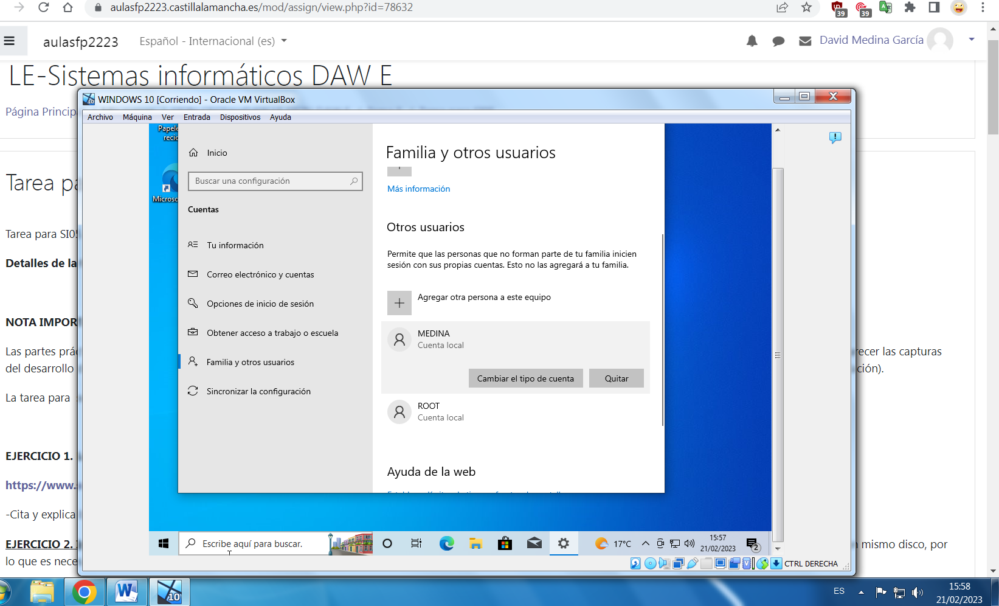 aulasfp2223.castillalamancha.es/mod/assign/view.php?id=78632
39
39
aulasfp2223
Español - Internacional (es)
David Medina García
LE-Sistemas informáticos DAW E
Página Princip
Tarea pa
Tarea para SI0
Detalles de la
NOTA IMPOR
Las partes prá
recer las capturas
del desarrollo
ción).
La tarea para
EJERCICIO 1.
https://www.
-Cita y explica
EJERCICIO 2.
mismo disco, por
lo que es nece
WINDOWS 10 [Corriendo] - Oracle VM VirtualBox
Archivo Máquina Ver Entrada Dispositivos Ayuda
Papele
recic
Microso
Inicio
Buscar una configuración
Cuentas
Tu información
Correo electrónico y cuentas
Opciones de inicio de sesión
Obtener acceso a trabajo o escuela
Familia y otros usuarios
Sincronizar la configuración
Familia y otros usuarios
Más información
Otros usuarios
Permite que las personas que no forman parte de tu familia inicien
sesión con sus propias cuentas. Esto no las agregará a tu familia.
Agregar otra persona a este equipo
MEDINA
Cuenta local
Cambiar el tipo de cuenta
Quitar
ROOT
Cuenta local
Ayuda de la web
Escribe aquí para buscar.
17°C
15:57
21/02/2023
2
CTRL DERECHA
10
ES
15:58
21/02/2023